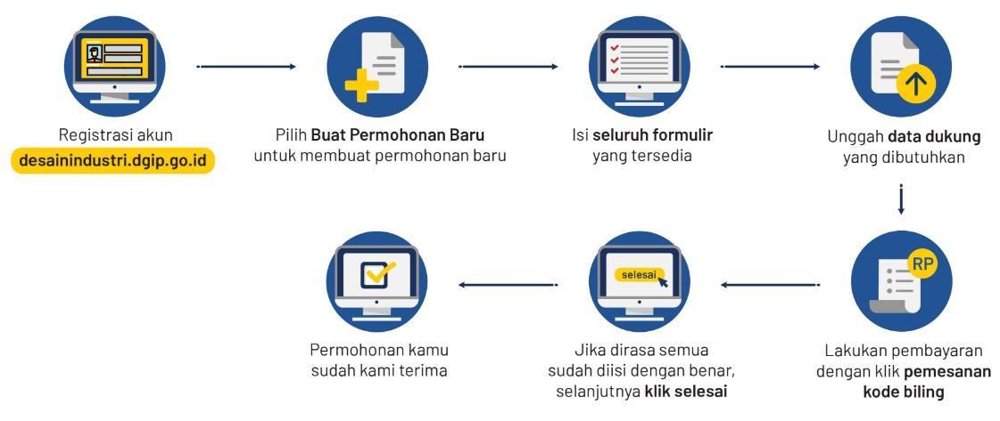 Registrasi akun
desainindustri.dgip.go.id
Pilih Buat Permohonan Baru
untuk membuat permohonan baru
Isi seluruh formulir
yang tersedia
Unggah data dukung
yang dibutuhkan
RP
Lakukan pembayaran
dengan klik pemesanan
kode biling
selesai
Jika dirasa semua
sudah diisi dengan benar,
selanjutnya klik selesai
Permohonan kamu
sudah kami terima